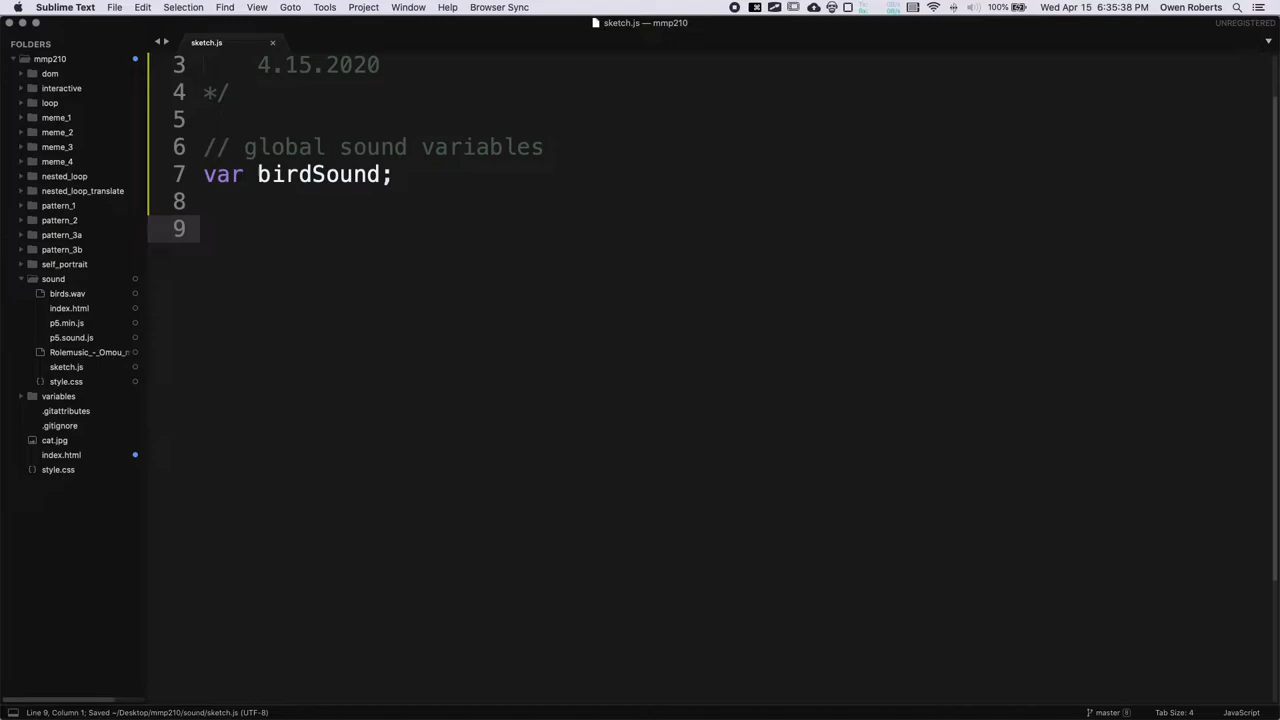 Sublime Text File Edit Selection Find View Goto Tools Project Window Help Browser Sync
100% Wed Apr 15 6:35:38 PM Owen Roberts
sketch.js — mmp210
UNREGISTERED
FOLDERS
mmp210
dom
interactive
loop
meme_1
meme_2
meme_3
meme_4
nested_loop
nested_loop_translate
pattern_1
pattern_2
pattern_3a
pattern_3b
self_portrait
sound
birds.wav
index.html
p5.min.js
p5.sound.js
Rolemusic_-_Omou_
sketch.js
style.css
variables
.gitattributes
.gitignore
cat.jpg
index.html
style.css
sketch.js
3 4.15.2020
4 */
5
6 // global sound variables
7 var birdSound;
8
9
Line 9, Column 1; Saved ~/Desktop/mmp210/sound/sketch.js (UTF-8)
master 8 Tab Size: 4 JavaScript